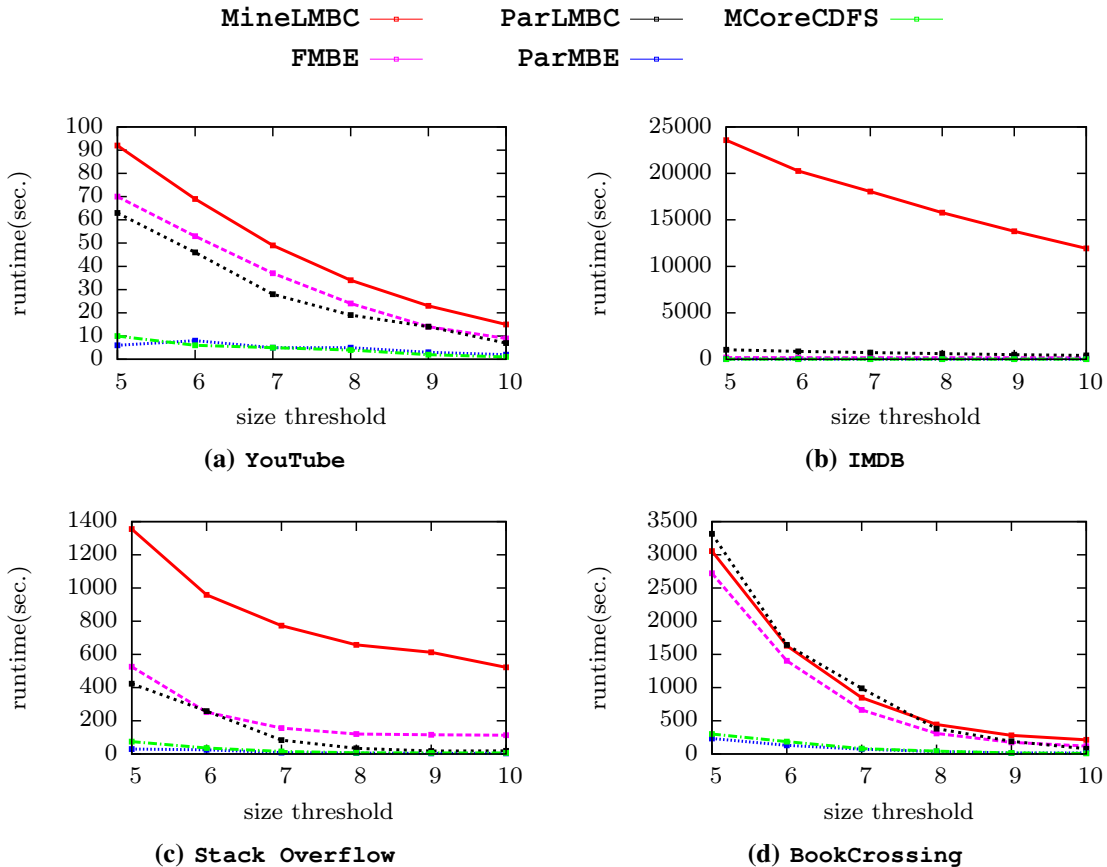 MineLMBC ParLMBC MCoreCDFS
FMBE ParMBE
100
90
80
70
60
50
40
30
20
10
0
5 6 7 8 9 10
runtime(sec.)
size threshold
(a) YouTube
25000
20000
15000
10000
5000
0
5 6 7 8 9 10
runtime(sec.)
size threshold
(b) IMDB
1400
1200
1000
800
600
400
200
0
5 6 7 8 9 10
runtime(sec.)
size threshold
(c) Stack Overflow
3500
3000
2500
2000
1500
1000
500
0
5 6 7 8 9 10
runtime(sec.)
size threshold
(d) BookCrossing